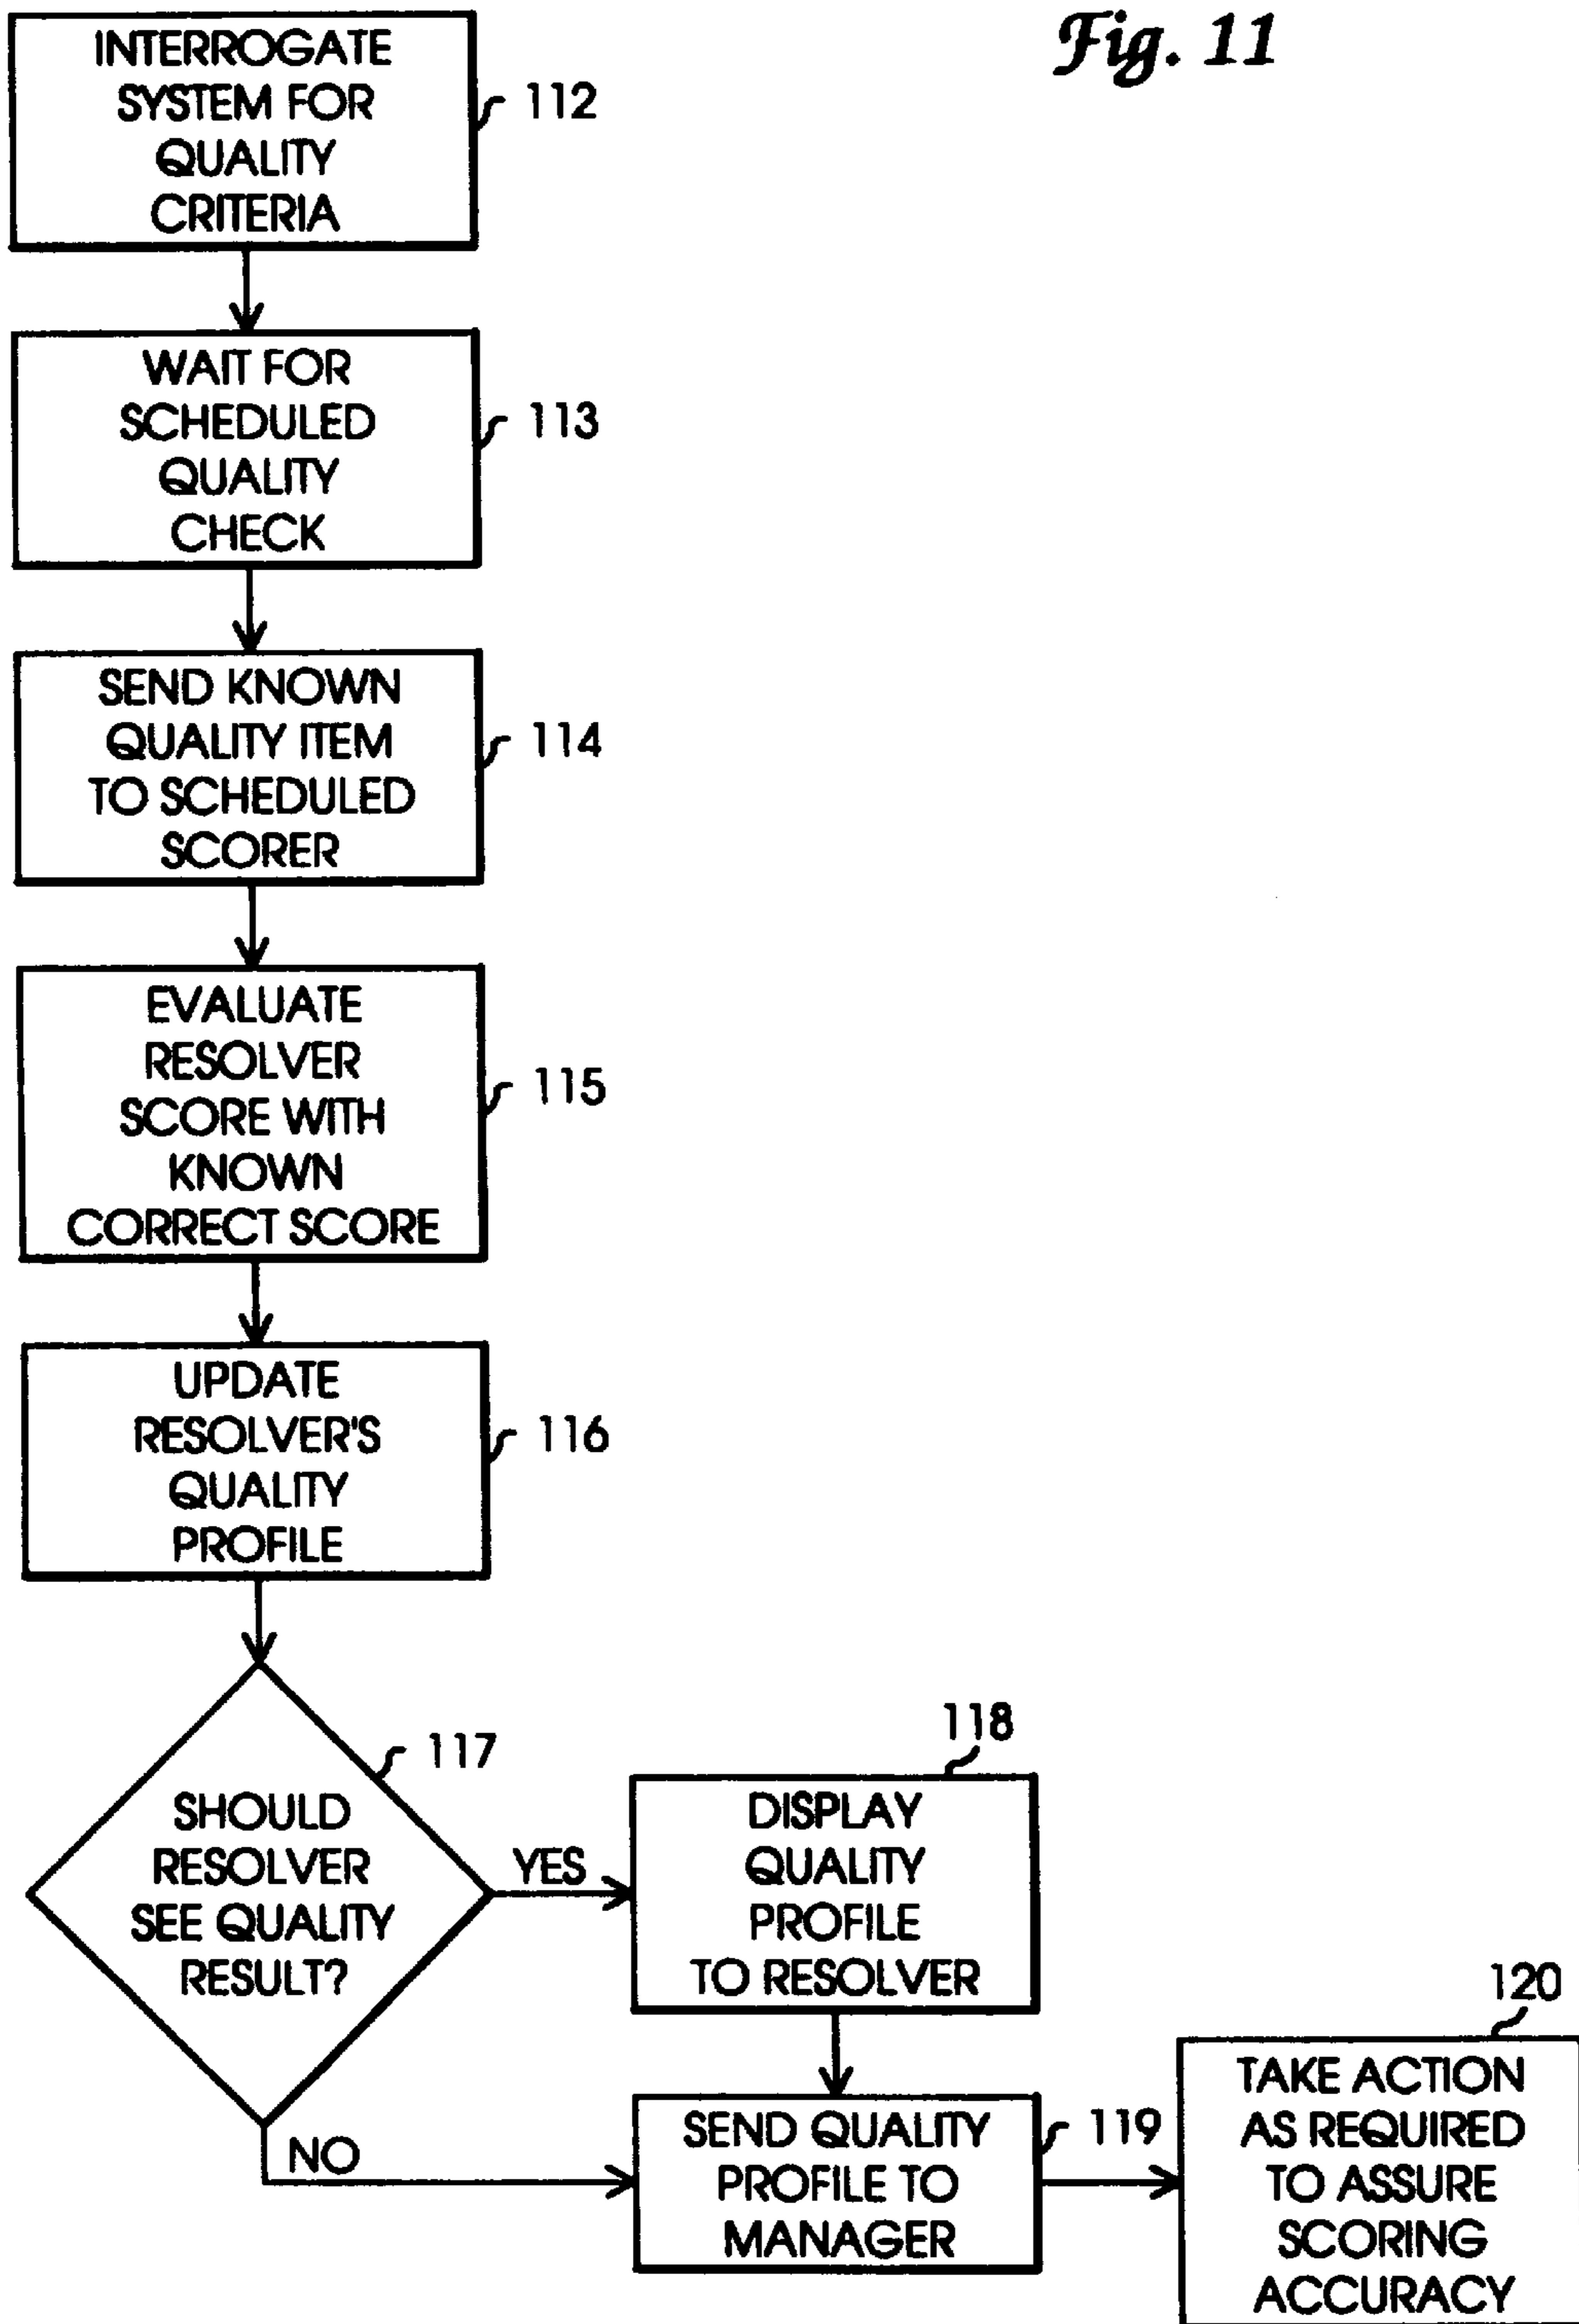 Fig. 11
INTERROGATE
SYSTEM FOR
QUALITY
CRITERIA
112
WAIT FOR
SCHEDULED
QUALITY
CHECK
113
SEND KNOWN
QUALITY ITEM
TO SCHEDULED
SCORER
114
EVALUATE
RESOLVER
SCORE WITH
KNOWN
CORRECT SCORE
115
UPDATE
RESOLVER'S
QUALITY
PROFILE
116
117
SHOULD
RESOLVER
SEE QUALITY
RESULT?
YES
NO
118
DISPLAY
QUALITY
PROFILE
TO RESOLVER
SEND QUALITY
PROFILE TO
MANAGER
119
120
TAKE ACTION
AS REQUIRED
TO ASSURE
SCORING
ACCURACY